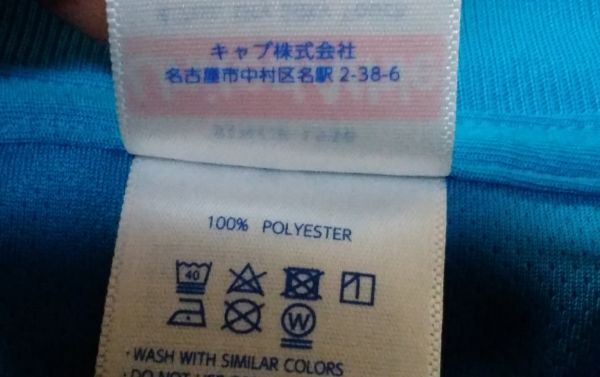 キャプ株式会社
名古屋市中村区名駅 2-38-6
100% POLYESTER
40
W
· WASH WITH SIMILAR COLORS